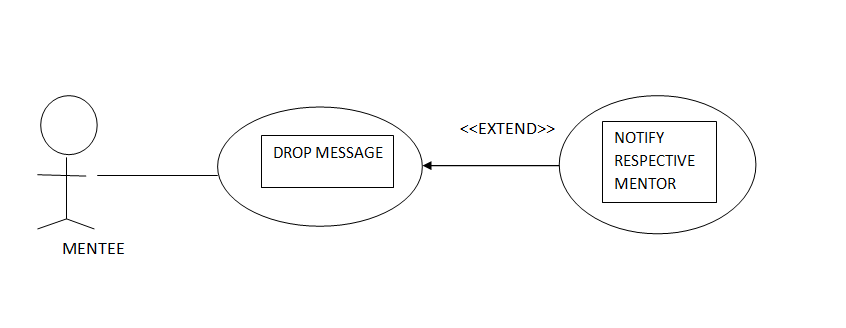 <<EXTEND>>
DROP MESSAGE
NOTIFY
RESPECTIVE
MENTOR
MENTEE